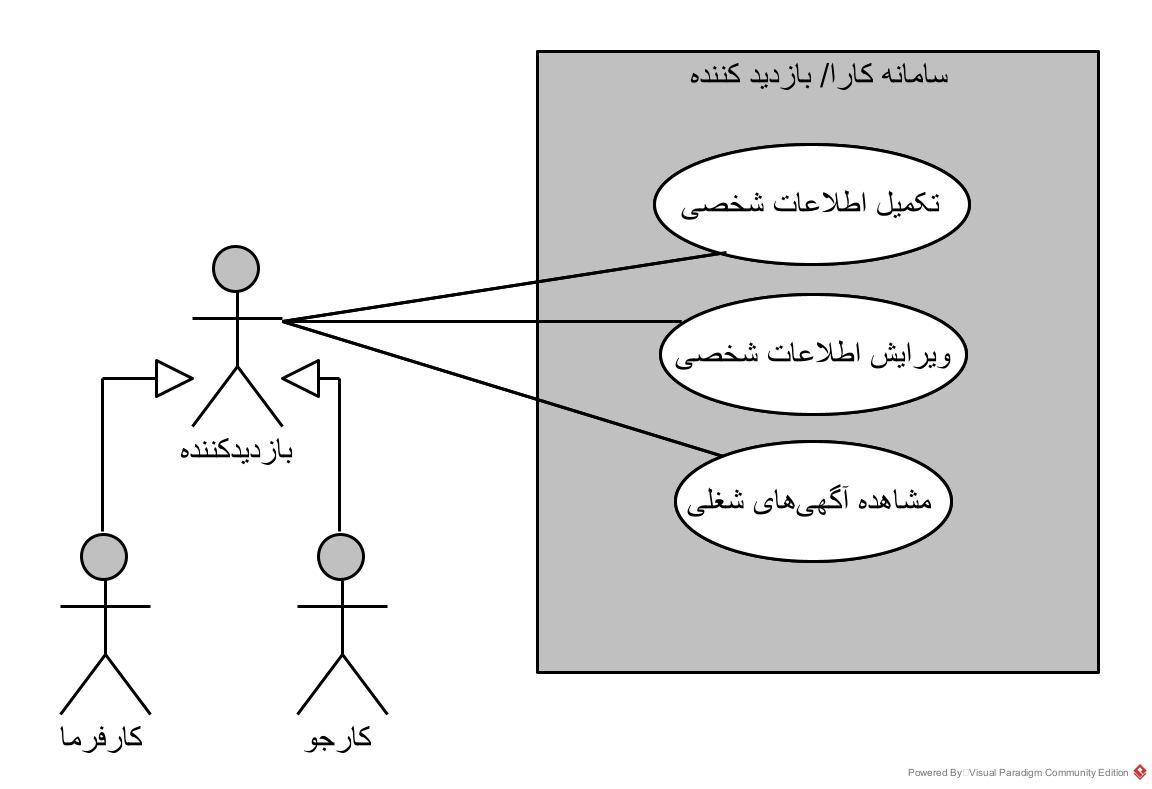 سامانه کارا/ بازدید کننده
تکمیل اطلاعات شخصی
ویرایش اطلاعات شخصی
مشاهده آگهی‌های شغلی
بازدیدکننده
کارفرما
کارجو
Powered By Visual Paradigm Community Edition